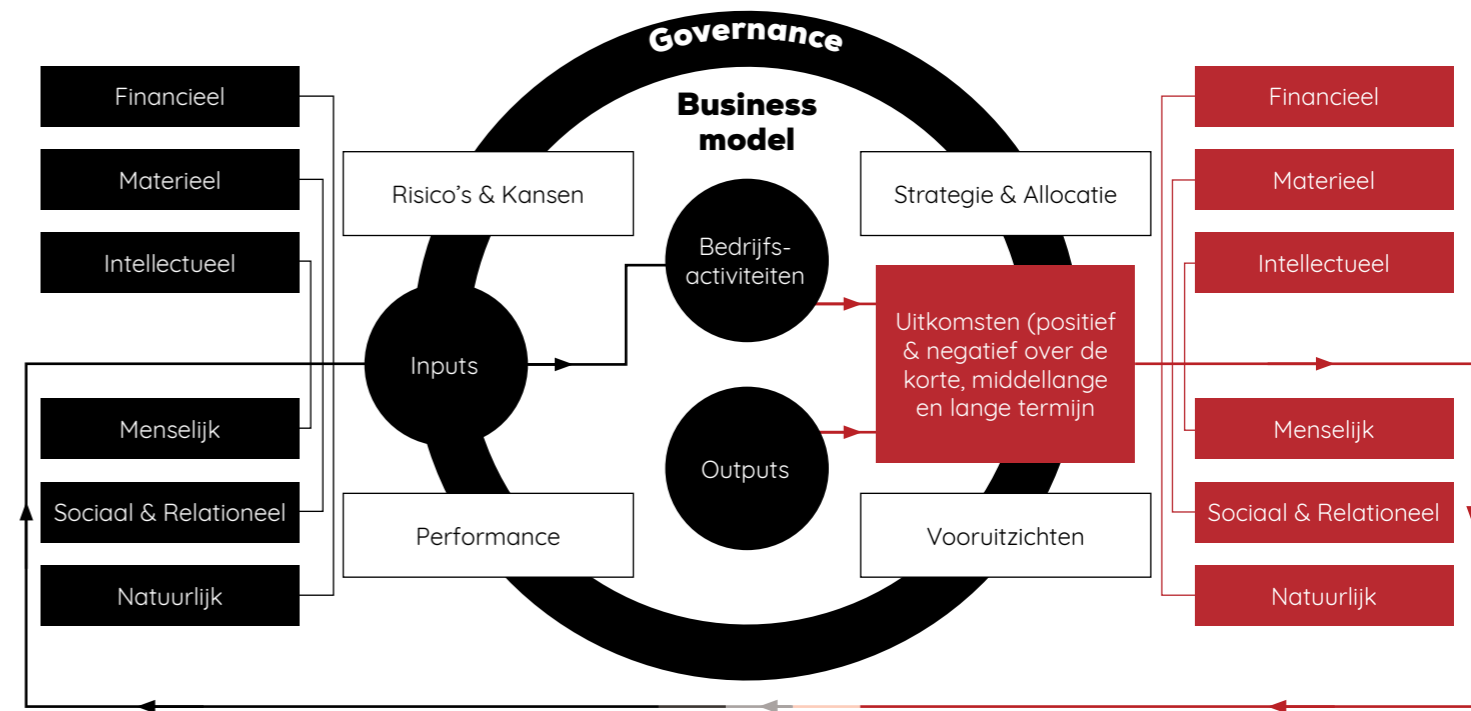 Governance
Business
model
Financieel
Materieel
Intellectueel
Menselijk
Sociaal & Relationeel
Natuurlijk
Risico’s & Kansen
Inputs
Performance
Bedrijfs-
activiteiten
Outputs
Strategie & Allocatie
Uitkomsten (positief
& negatief over de
korte, middellange
en lange termijn
Vooruitzichten
Financieel
Materieel
Intellectueel
Menselijk
Sociaal & Relationeel
Natuurlijk